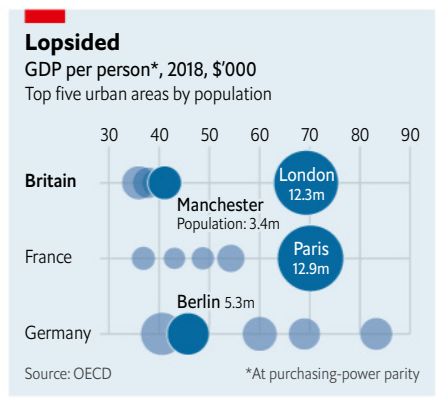 Lopsided
GDP per person*, 2018, $’000
Top five urban areas by population
30 40 50 60 70 80 90
Britain
London
12.3m
Manchester
Population: 3.4m
France
Paris
12.9m
Berlin 5.3m
Germany
Source: OECD
*At purchasing-power parity